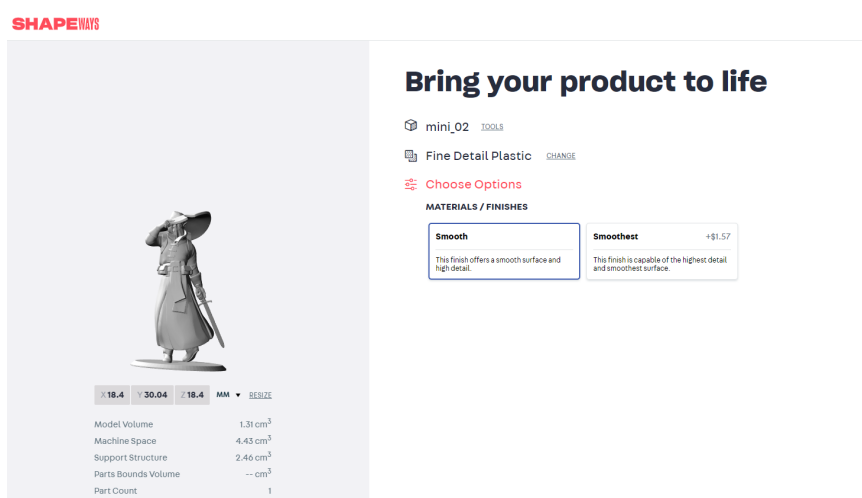 SHAPEWAYS
Bring your product to life
mini_02 TOOLS
Fine Detail Plastic CHANGE
Choose Options
MATERIALS / FINISHES
Smooth
This finish offers a smooth surface and
high detail.
Smoothest +$1.57
This finish is capable of the highest detail
and smoothest surface.
X 18.4 Y 30.04 Z 18.4 MM ▼ RESIZE
Model Volume 1.31 cm³
Machine Space 4.43 cm³
Support Structure 2.46 cm³
Parts Bounds Volume -- cm³
Part Count 1